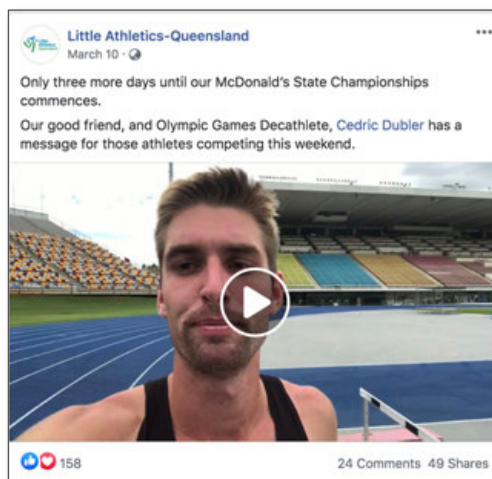 Little Athletics-Queensland
March 10 ·
Only three more days until our McDonald's State Championships
commences.
Our good friend, and Olympic Games Decathlete, Cedric Dubler has a
message for those athletes competing this weekend.
158
24 Comments 49 Shares